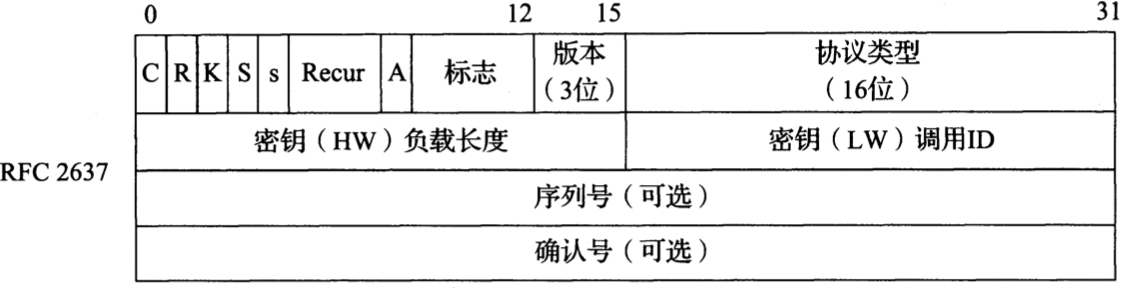 0 12 15 31
C R K S s Recur A 标志 版本 协议类型
（3位） （16位）
密钥（HW）负载长度 密钥（LW）调用ID
RFC 2637
序列号（可选）
确认号（可选）